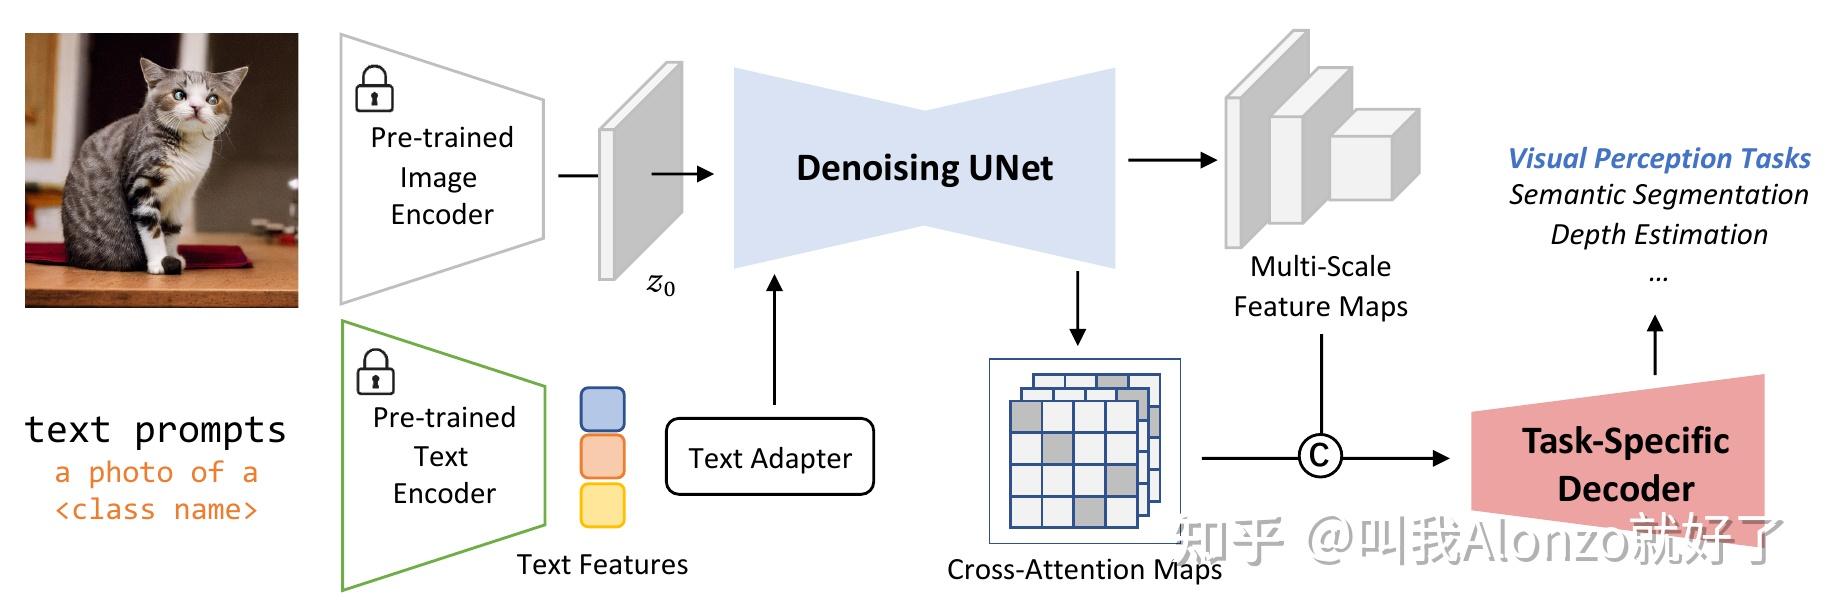 Pre-trained
Image
Encoder
z0
Denoising UNet
Multi-Scale
Feature Maps
Visual Perception Tasks
Semantic Segmentation
Depth Estimation
...
text prompts
a photo of a
<class name>
Pre-trained
Text
Encoder
Text Features
Text Adapter
Cross-Attention Maps
C
Task-Specific
Decoder
知乎 @叫我Alonzo就好了